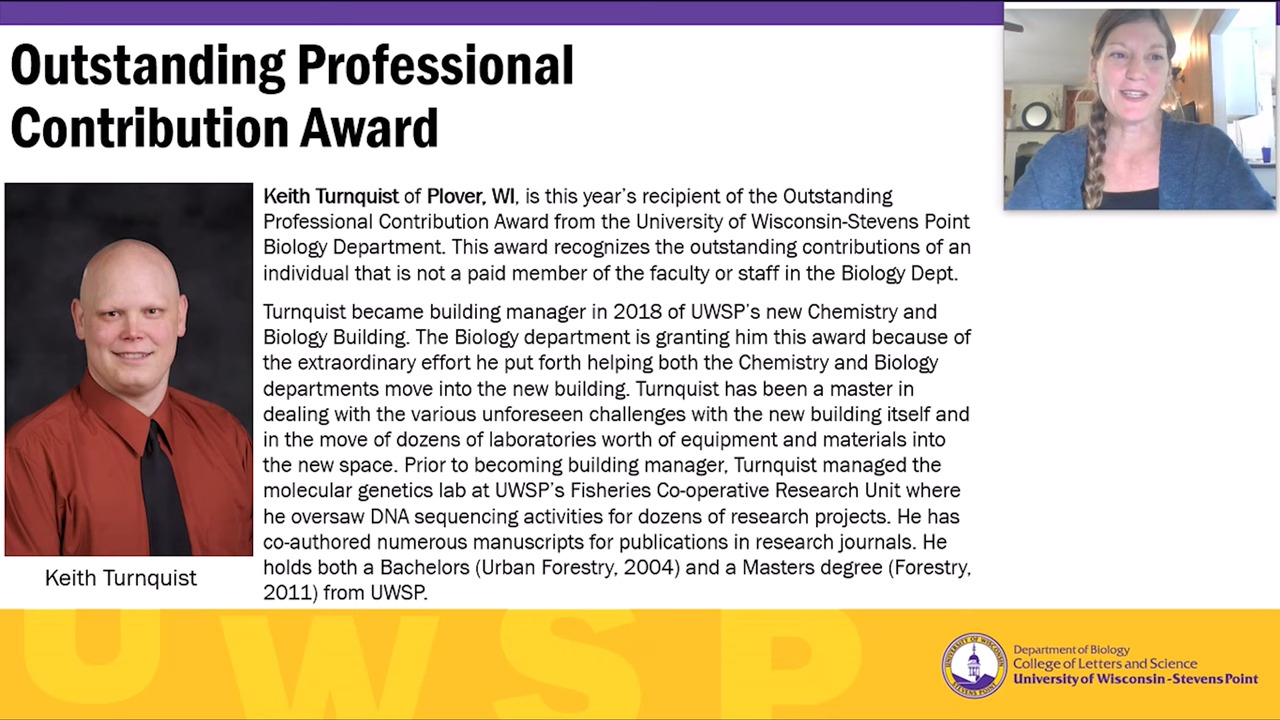 Outstanding Professional
Contribution Award
Keith Turnquist of Plover, WI, is this year's recipient of the Outstanding
Professional Contribution Award from the University of Wisconsin-Stevens Point
Biology Department. This award recognizes the outstanding contributions of an
individual that is not a paid member of the faculty or staff in the Biology Dept.
Turnquist became building manager in 2018 of UWSP's new Chemistry and
Biology Building. The Biology department is granting him this award because of
the extraordinary effort he put forth helping both the Chemistry and Biology
departments move into the new building. Turnquist has been a master in
dealing with the various unforeseen challenges with the new building itself and
in the move of dozens of laboratories worth of equipment and materials into
the new space. Prior to becoming building manager, Turnquist managed the
molecular genetics lab at UWSP's Fisheries Co-operative Research Unit where
he oversaw DNA sequencing activities for dozens of research projects. He has
co-authored numerous manuscripts for publications in research journals. He
holds both a Bachelors (Urban Forestry, 2004) and a Masters degree (Forestry,
2011) from UWSP.
Keith Turnquist
UWSP
UNIVERSITY OF WISCONSIN
STEVENS POINT
Department of Biology
College of Letters and Science
University of Wisconsin-Stevens Point